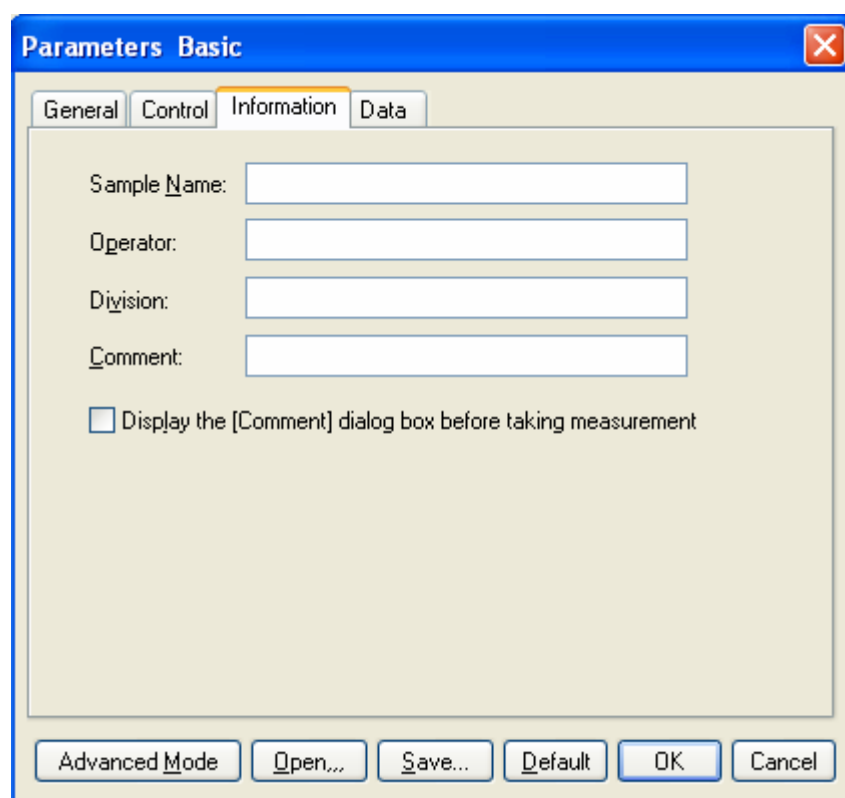 Parameters Basic
General Control Information Data
Sample Name:
Operator:
Division:
Comment:
Display the [Comment] dialog box before taking measurement
Advanced Mode Open,,, Save... Default OK Cancel